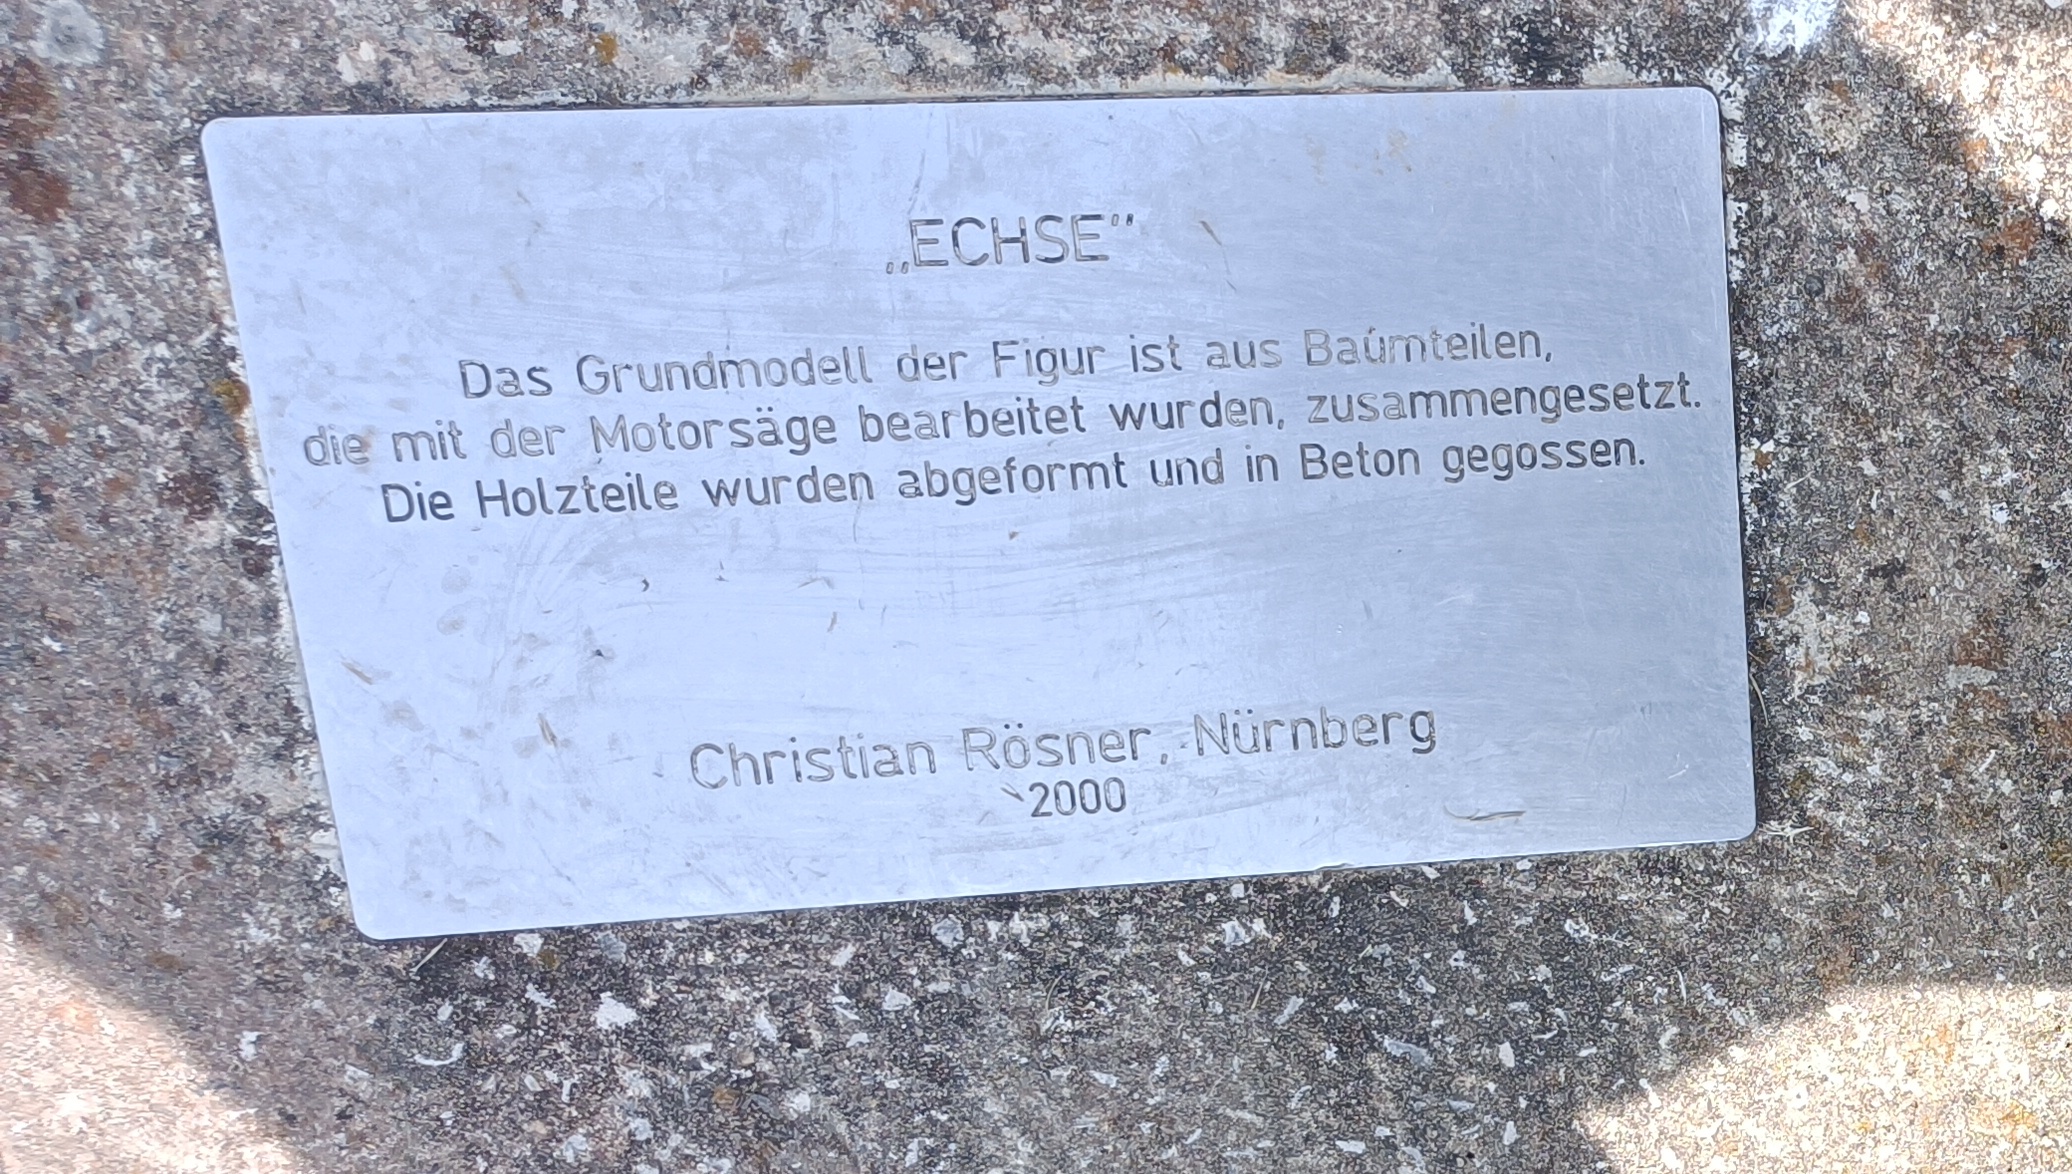 „ECHSE"
Das Grundmodell der Figur ist aus Baumteilen,
die mit der Motorsäge bearbeitet wurden, zusammengesetzt.
Die Holzteile wurden abgeformt und in Beton gegossen.
Christian Rösner, Nürnberg
2000